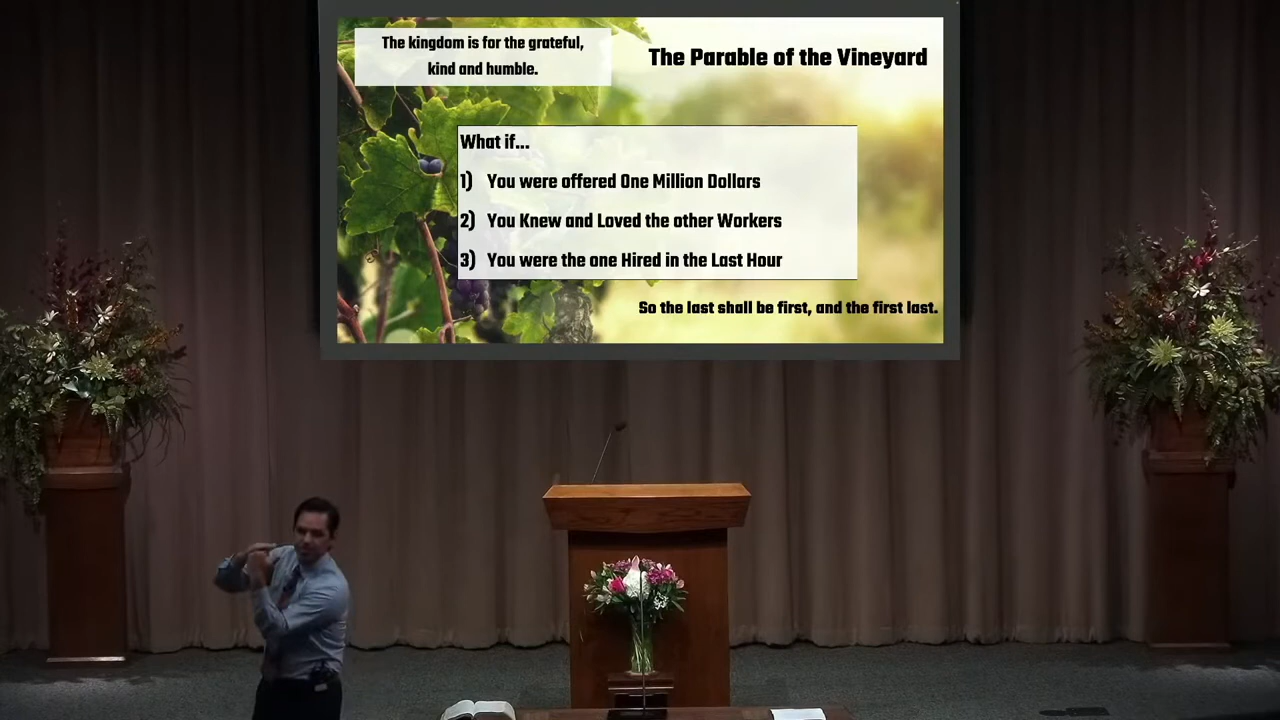 The kingdom is for the grateful,
kind and humble.
The Parable of the Vineyard
What if...
1) You were offered One Million Dollars
2) You Knew and Loved the other Workers
3) You were the one Hired in the Last Hour
So the last shall be first, and the first last.